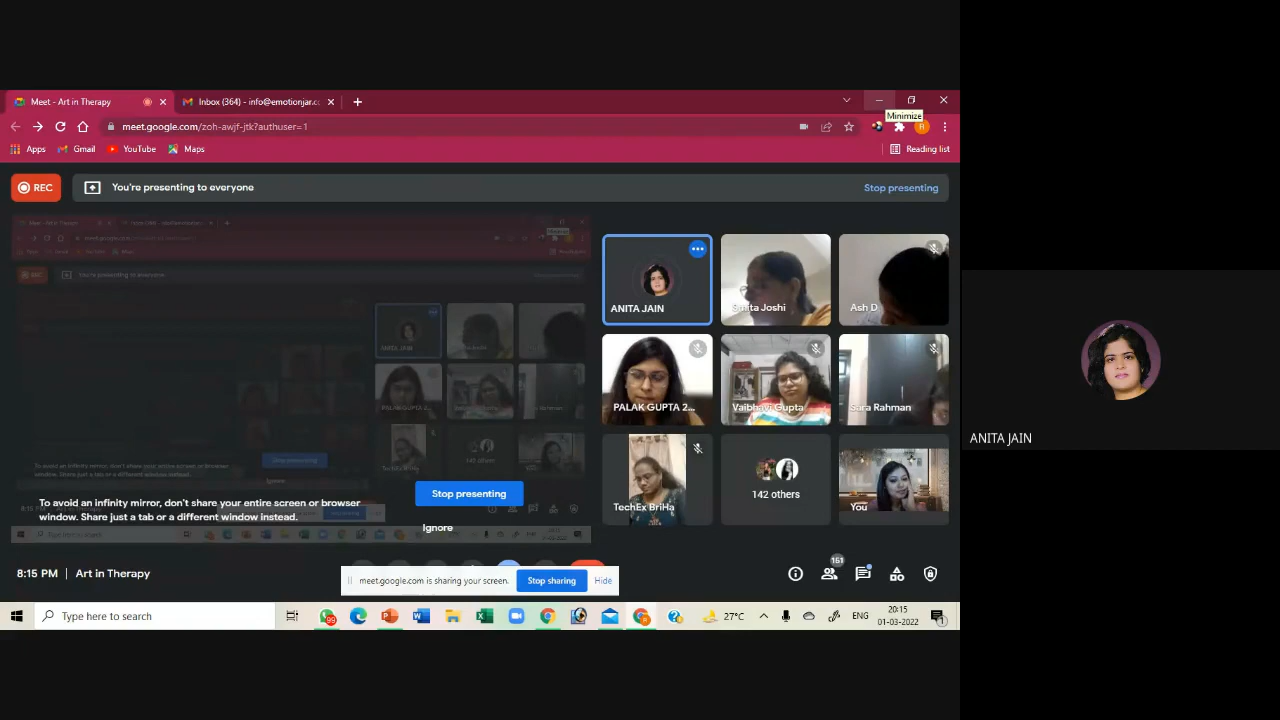 Meet - Art in Therapy
Inbox (364) - info@emotionjar.cc
Minimize
meet.google.com/zoh-awjf-jtk?authuser=1
Apps
Gmail
YouTube
Maps
Reading list
REC
You're presenting to everyone
Stop presenting
ANITA JAIN
Smita Joshi
Ash D
PALAK GUPTA 2...
Vaibhavi Gupta
Sara Rahman
TechEx BriHa
142 others
You
To avoid an infinity mirror, don't share your entire screen or browser
window. Share just a tab or a different window instead.
Stop presenting
Ignore
8:15 PM | Art in Therapy
meet.google.com is sharing your screen.
Stop sharing
Hide
151
Type here to search
99
27°C
ENG
20:15
01-03-2022
1
ANITA JAIN